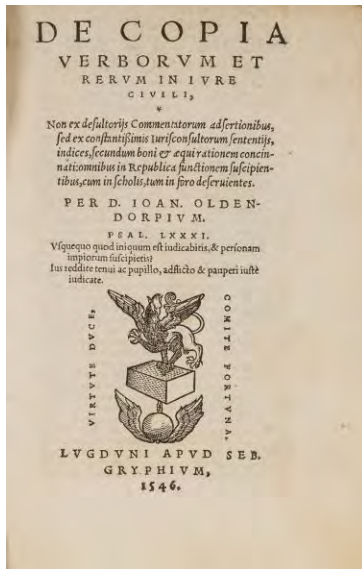 DE COPIA
VERBORVM ET
RERVM IN IVRE
CIVILI,
Non ex desultorijs Commentatorum adsertionibus,
sed ex constantißimis Iurisconsultorum sententijs,
indices, secundum boni & æqui rationem concin-
nati: omnibus in Republica functionem suscipien-
tibus, cum in scholis, tum in foro deseruientes.
PER D. IOAN. OLDEN-
DORPIVM.
PSAL. LXXXI.
Vsquequo quod iniquum est iudicabitis, & personam
impiorum suscipietis?
Ius reddite tenui ac pupillo, adflicto & pauperi iustè
iudicate.
VIRTVTE DVCE,
COMITE FORTVNA.
LVGDVNI APVD SEB.
GRYPHIVM,
1546.